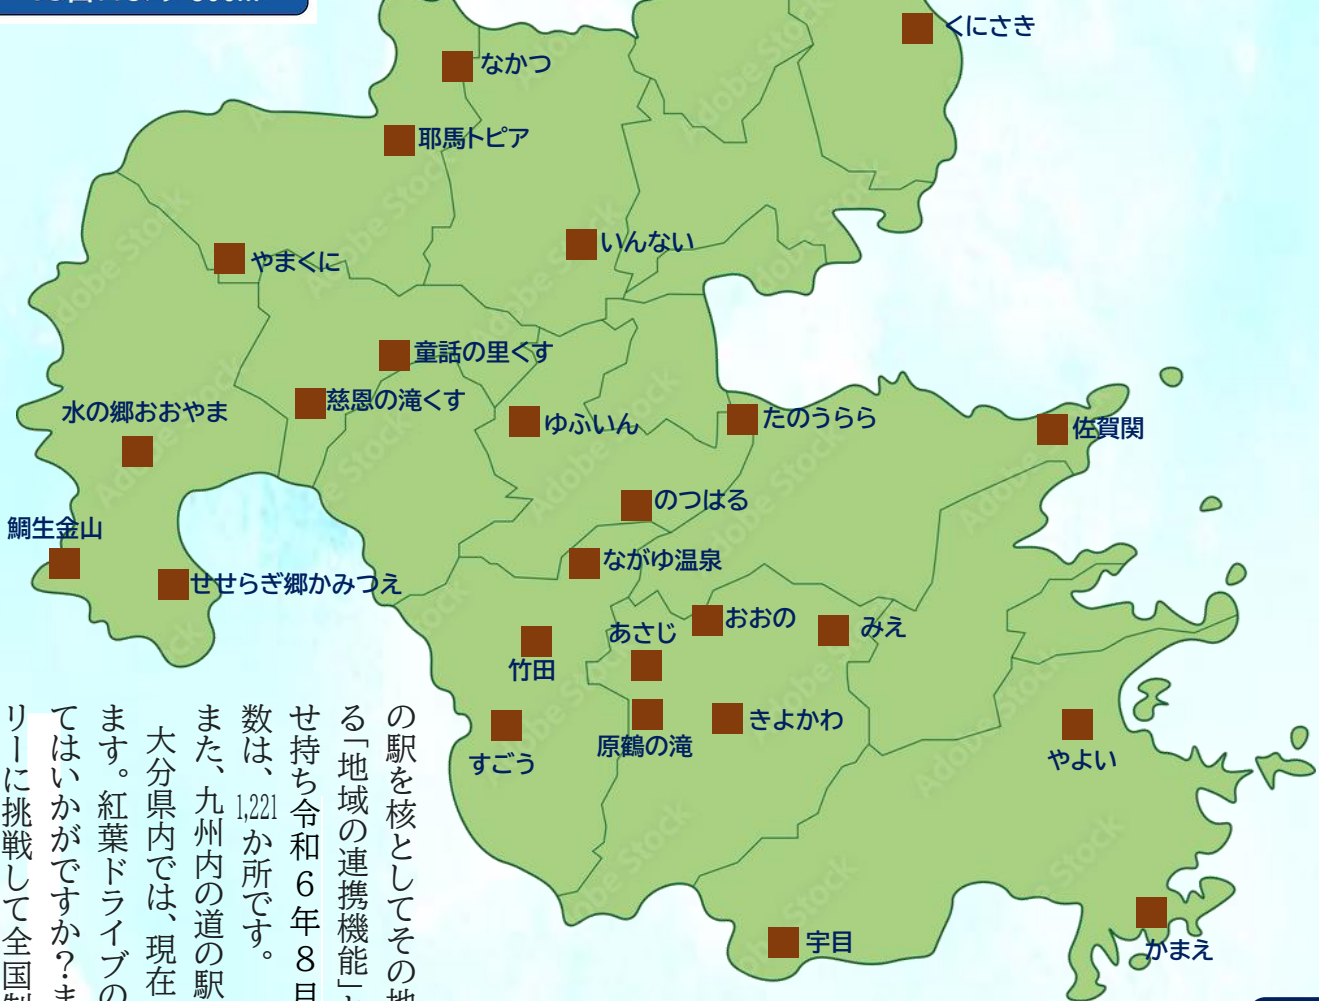 くにさき
なかつ
耶馬トピア
いんない
やまくに
童話の里くす
慈恩の滝くす
水の郷おおやま
ゆふいん
たのうらら
佐賀関
のつはる
鯛生金山
ながゆ温泉
せせらぎ郷かみつえ
おおの
あさじ
みえ
竹田
きよかわ
原鶴の滝
すごう
やよい
宇目
かまえ
の駅を核としてその地
る「地域の連携機能」
せ持ち令和６年８月
数は、1,221か所です。
また、九州内の道の駅
大分県内では、現在
ます。紅葉ドライブの
てはいかがですか？ま
リーに挑戦して全国制
Adobe Stock